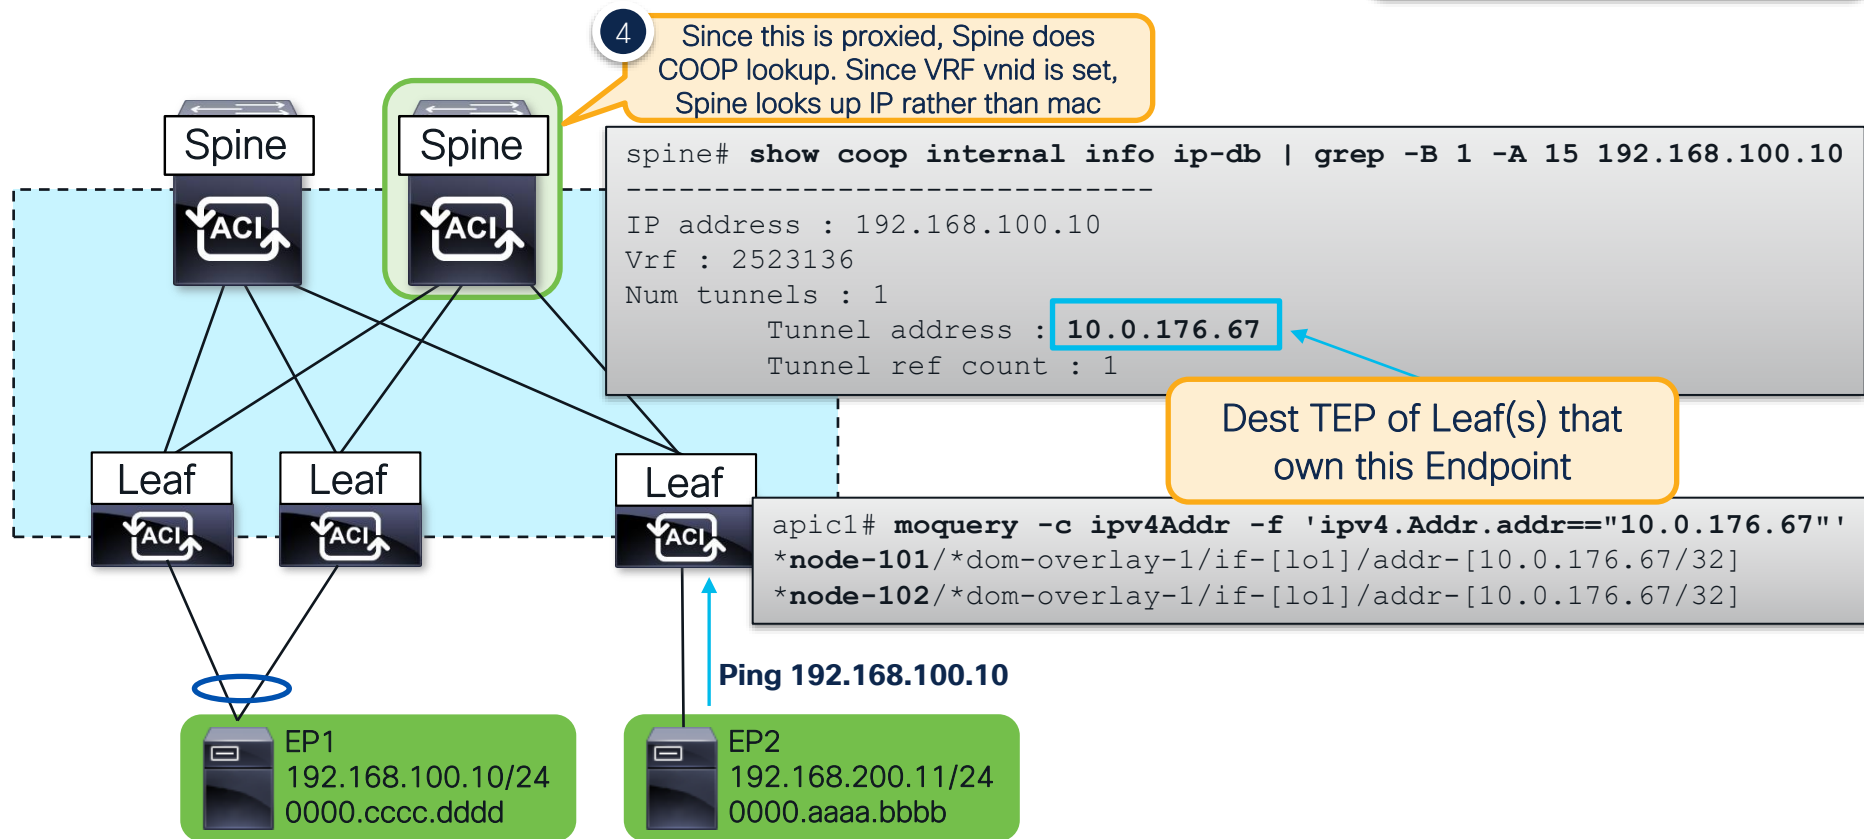 4
Since this is proxied, Spine does
COOP lookup. Since VRF vnid is set,
Spine looks up IP rather than mac
Spine
Spine
ACI
ACI
spine# show coop internal info ip-db | grep -B 1 -A 15 192.168.100.10
------------------------------
IP address : 192.168.100.10
Vrf : 2523136
Num tunnels : 1
Tunnel address : 10.0.176.67
Tunnel ref count : 1
Dest TEP of Leaf(s) that
own this Endpoint
Leaf
Leaf
Leaf
ACI
ACI
ACI
apic1# moquery -c ipv4Addr -f 'ipv4.Addr.addr=="10.0.176.67"'
*node-101/*dom-overlay-1/if-[lo1]/addr-[10.0.176.67/32]
*node-102/*dom-overlay-1/if-[lo1]/addr-[10.0.176.67/32]
Ping 192.168.100.10
EP1
192.168.100.10/24
0000.cccc.dddd
EP2
192.168.200.11/24
0000.aaaa.bbbb